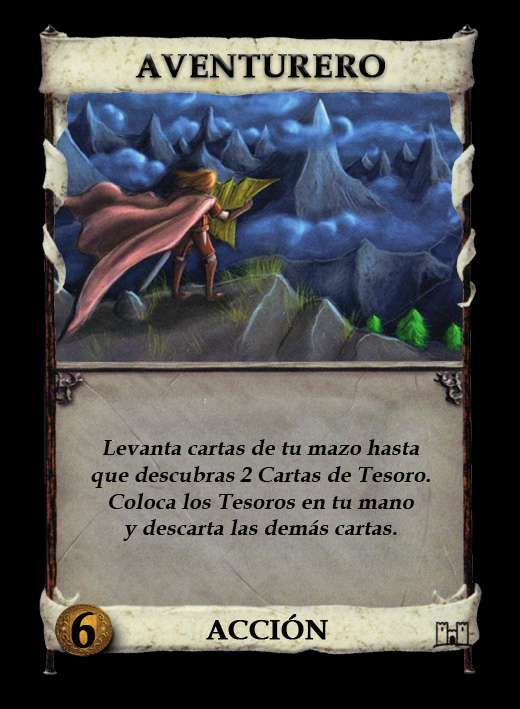 AVENTURERO
Levanta cartas de tu mazo hasta
que descubras 2 Cartas de Tesoro.
Coloca los Tesoros en tu mano
y descarta las demás cartas.
6
ACCIÓN